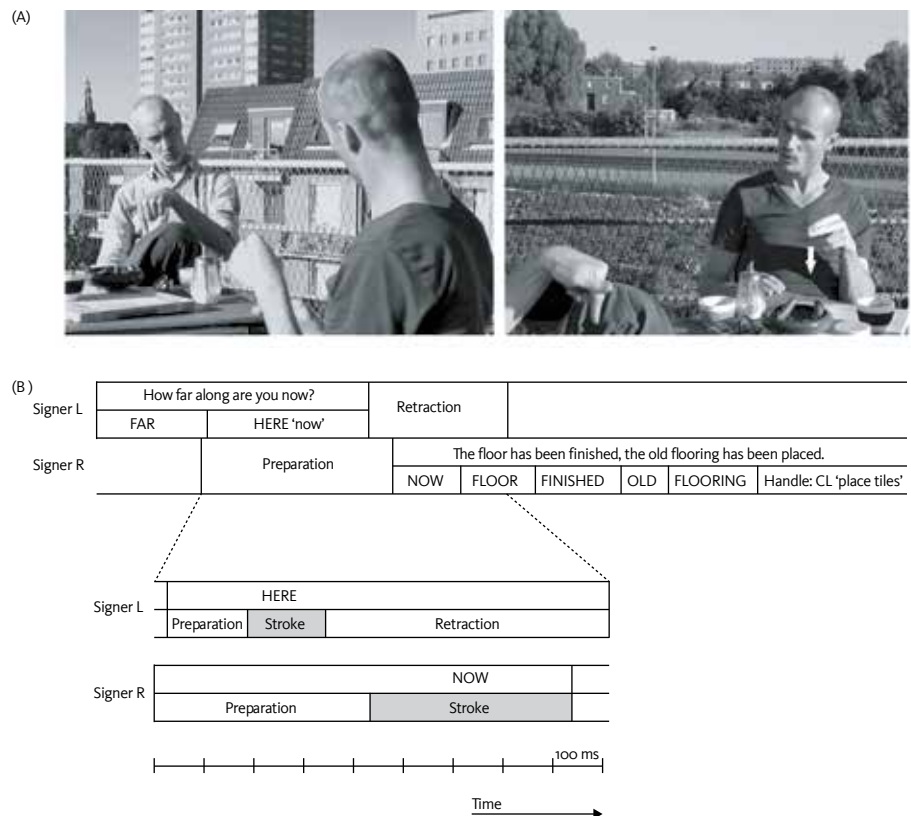 (A)
(B)
Signer L
How far along are you now?
FAR
HERE 'now'
Retraction
Signer R
Preparation
The floor has been finished, the old flooring has been placed.
NOW
FLOOR
FINISHED
OLD
FLOORING
Handle: CL 'place tiles'
Signer L
HERE
Preparation
Stroke
Retraction
Signer R
NOW
Preparation
Stroke
100 ms
Time